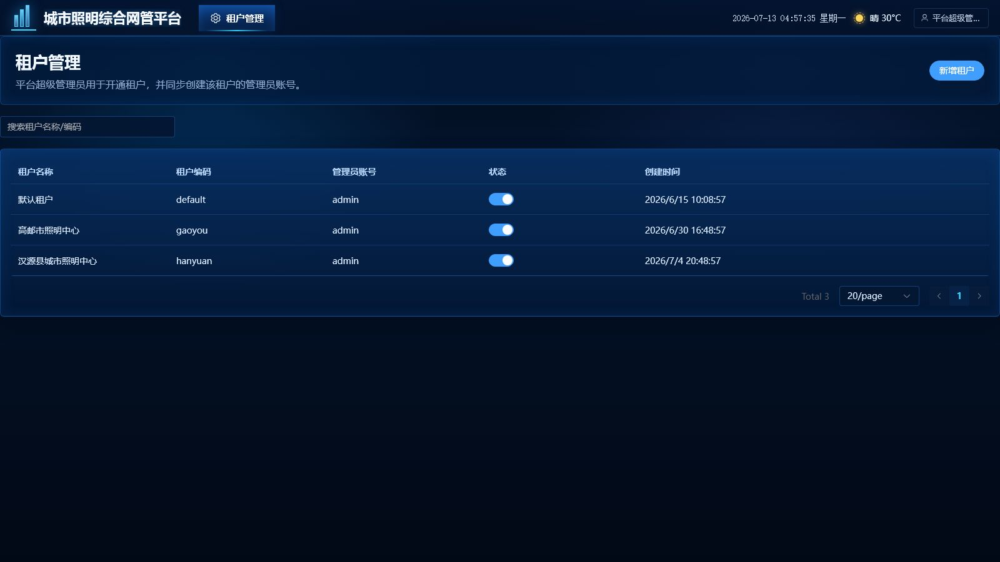 城市照明综合网管平台
租户管理
2026-07-13 04:57:35 星期一
晴 30°C
平台超级管...
租户管理
平台超级管理员用于开通租户，并同步创建该租户的管理员账号。
新增租户
搜索租户名称/编码
租户名称 租户编码 管理员账号 状态 创建时间
默认租户 default admin 2026/6/15 10:08:57
高邮市照明中心 gaoyou admin 2026/6/30 16:48:57
汉源县城市照明中心 hanyuan admin 2026/7/4 20:48:57
Total 3 20/page 1